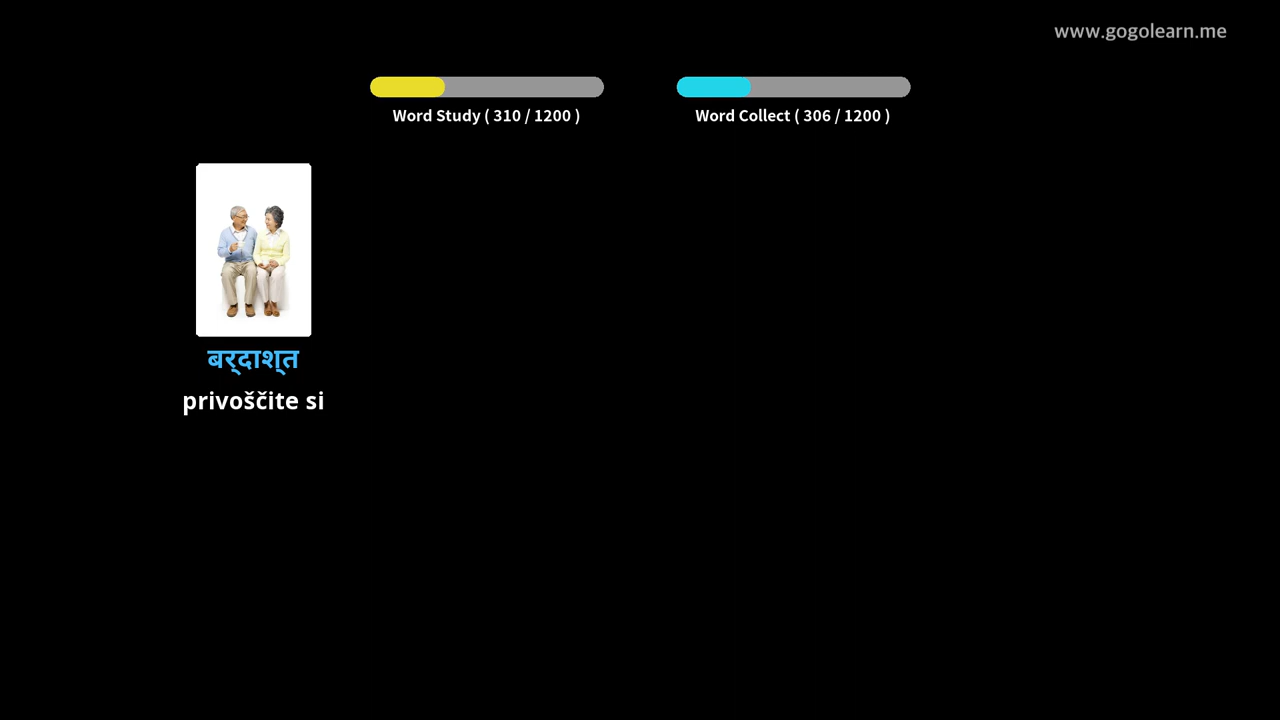 www.gogolearn.me
Word Study ( 310 / 1200 )
Word Collect ( 306 / 1200 )
बर्दाश्त
privoščite si